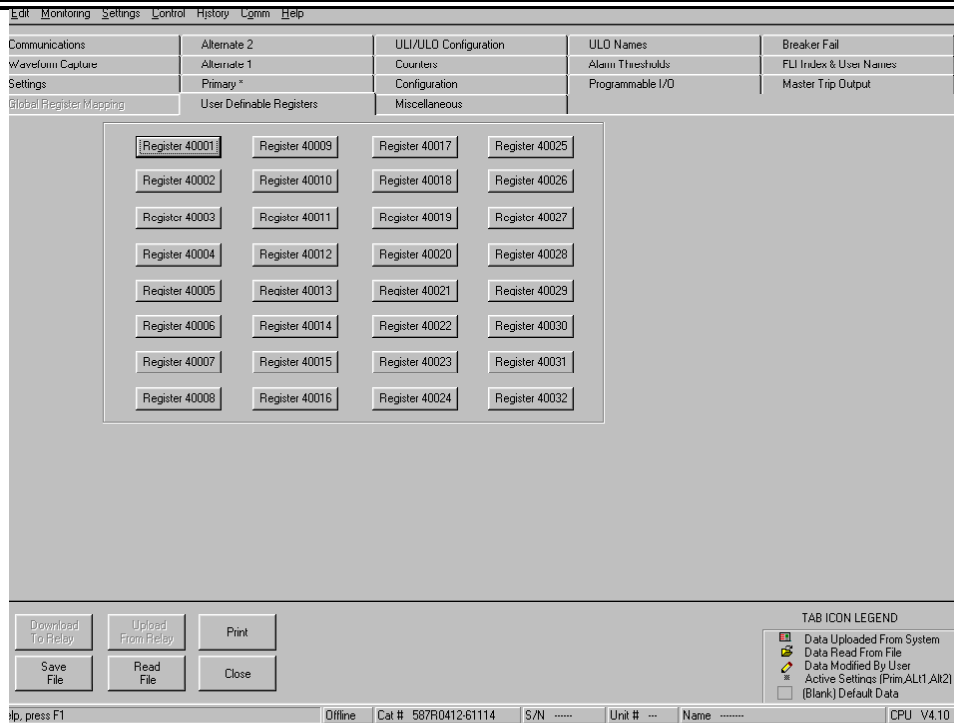 Edit Monitoring Settings Control History Comm Help
Communications Alternate 2 ULI/ULO Configuration ULO Names Breaker Fail
Waveform Capture Alternate 1 Counters Alarm Thresholds FLI Index & User Names
Settings Primary * Configuration Programmable I/O Master Trip Output
Global Register Mapping User Definable Registers Miscellaneous
Register 40001 Register 40009 Register 40017 Register 40025
Register 40002 Register 40010 Register 40018 Register 40026
Register 40003 Register 40011 Register 40019 Register 40027
Register 40004 Register 40012 Register 40020 Register 40028
Register 40005 Register 40013 Register 40021 Register 40029
Register 40006 Register 40014 Register 40022 Register 40030
Register 40007 Register 40015 Register 40023 Register 40031
Register 40008 Register 40016 Register 40024 Register 40032
Download To Relay
Upload From Relay
Print
Save File
Read File
Close
TAB ICON LEGEND
Data Uploaded From System
Data Read From File
Data Modified By User
* Active Settings (Prim,ALt1,Alt2)
(Blank) Default Data
elp, press F1 Offline Cat # 587R0412-61114 S/N ------ Unit # --- Name -------- CPU V4.10